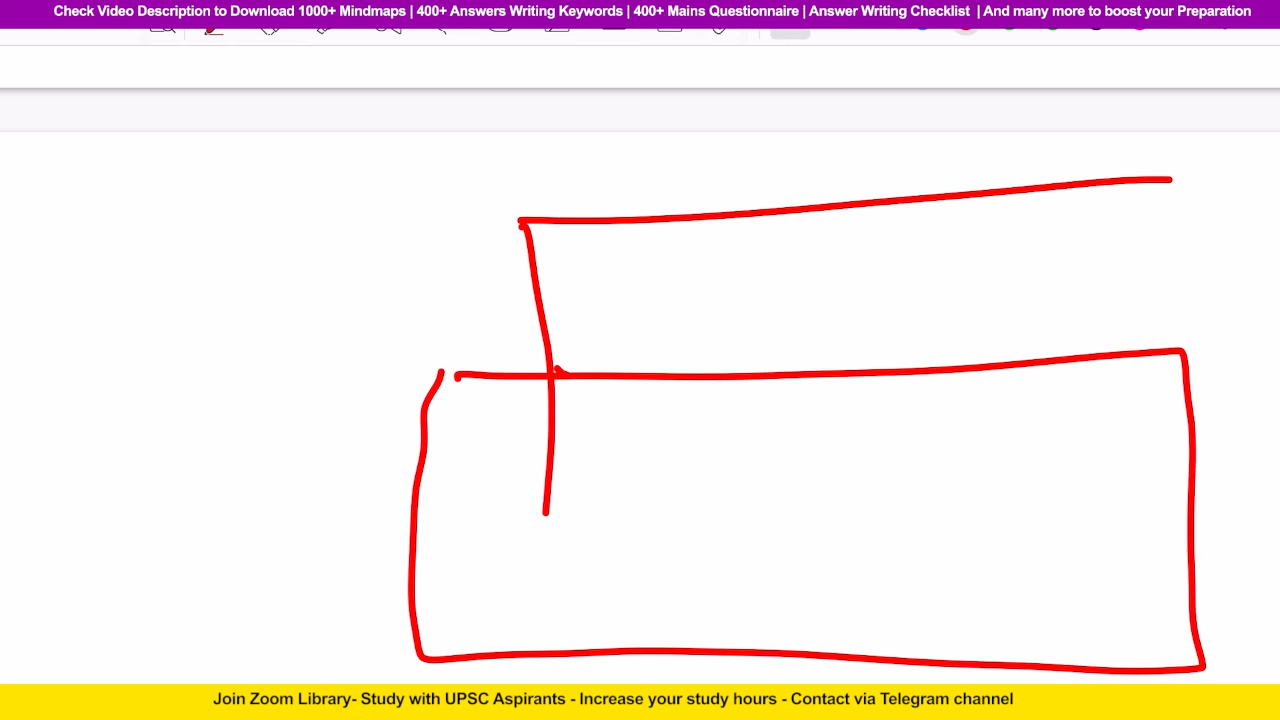 Check Video Description to Download 1000+ Mindmaps | 400+ Answers Writing Keywords | 400+ Mains Questionnaire | Answer Writing Checklist | And many more to boost your Preparation
Join Zoom Library- Study with UPSC Aspirants - Increase your study hours - Contact via Telegram channel